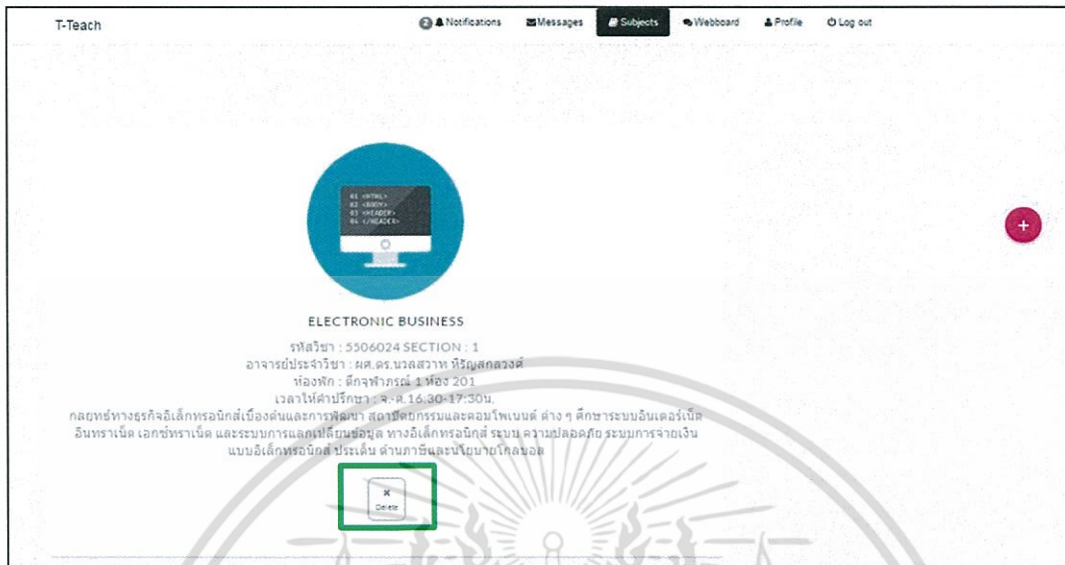 T-Teach
2 Notifications Messages Subjects Webboard Profile Log out
01 <HTML>
02 <BODY>
03 <HEADER>
04 </HEADER>
+
ELECTRONIC BUSINESS
รหัสวิชา : 5506024 SECTION : 1
อาจารย์ประจำวิชา : ผศ.ดร.นวลสวาท หิรัญสกลวงศ์
ห้องพัก : ตึกจุฬาภรณ์ 1 ห้อง 201
เวลาให้คำปรึกษา : จ.-ศ.16:30-17:30น.
กลยุทธ์ทางธุรกิจอิเล็กทรอนิกส์เบื้องต้นและการพัฒนา สถาปัตยกรรมและคอมโพเนนต์ ต่าง ๆ ศึกษาระบบอินเตอร์เน็ต
อินทราเน็ต เอกซ์ทราเน็ต และระบบการแลกเปลี่ยนข้อมูล ทางอิเล็กทรอนิกส์ ระบบ ความปลอดภัย ระบบการจ่ายเงิน
แบบอิเล็กทรอนิกส์ ประเด็น ด้านภาษีและนโยบายโกลบอล
×
Delete